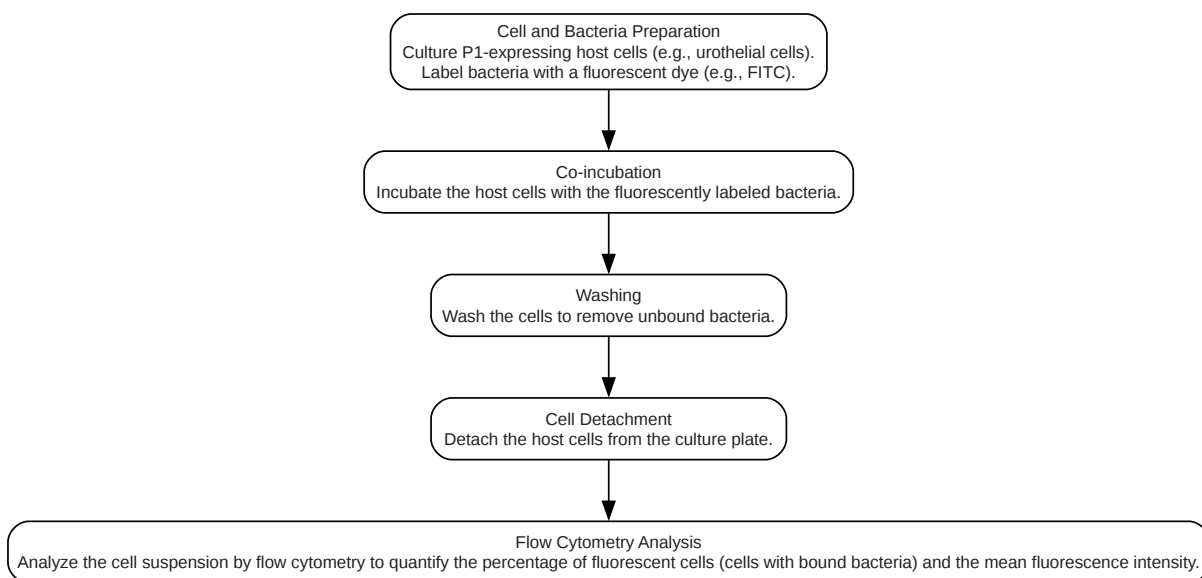 Cell and Bacteria Preparation
Culture P1-expressing host cells (e.g., urothelial cells).
Label bacteria with a fluorescent dye (e.g., FITC).
Co-incubation
Incubate the host cells with the fluorescently labeled bacteria.
Washing
Wash the cells to remove unbound bacteria.
Cell Detachment
Detach the host cells from the culture plate.
Flow Cytometry Analysis
Analyze the cell suspension by flow cytometry to quantify the percentage of fluorescent cells (cells with bound bacteria) and the mean fluorescence intensity.